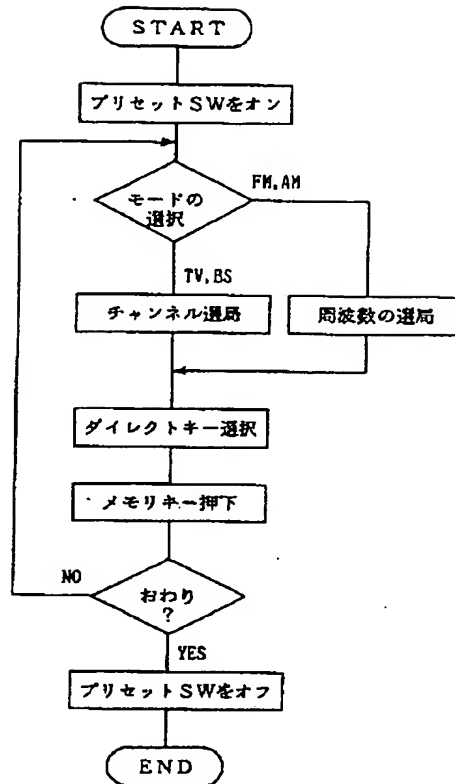 START
プリセットSWをオン
モードの
選択
FM,AM
TV,BS
チャンネル選局
周波数の選局
ダイレクトキー選択
メモリキー押下
おわり
?
NO
YES
プリセットSWをオフ
END